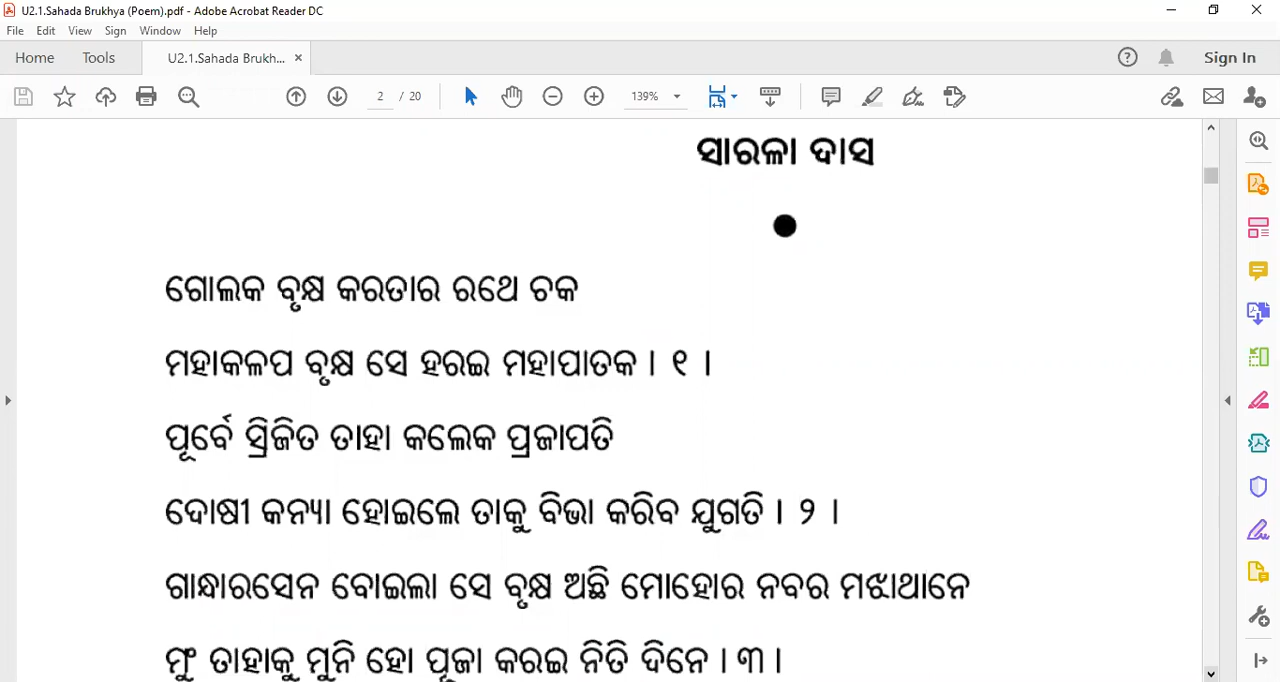 U2.1.Sahada Brukhya (Poem).pdf - Adobe Acrobat Reader DC
File Edit View Sign Window Help
Home Tools U2.1.Sahada Brukh... × Sign In
2 / 20 139%
ସାରଳା ଦାସ
ଗୋଲକ ବୃକ୍ଷ କରତାର ରଥେ ଚକ
ମହାକଳପ ବୃକ୍ଷ ସେ ହରଇ ମହାପାତକ । ୧ ।
ପୂର୍ବେ ସ୍ରିଜିତ ତାହା କଲେକ ପ୍ରଜାପତି
ଦୋଷୀ କନ୍ୟା ହୋଇଲେ ତାକୁ ବିଭା କରିବ ଯୁଗତି । ୨ ।
ଗାନ୍ଧାରସେନ ବୋଇଲା ସେ ବୃକ୍ଷ ଅଛି ମୋହୋର ନବର ମଝାଥାନେ
ମୁଂ ତାହାକୁ ମୁନି ହୋ ପୂଜା କରଇ ନିତି ଦିନେ । ୩ ।